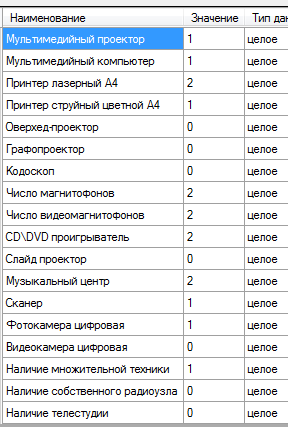 Наименование Значение Тип дан
Мультимедийный проектор 1 целое
Мультимедийный компьютер 1 целое
Принтер лазерный А4 2 целое
Принтер струйный цветной А4 1 целое
Оверхед-проектор 0 целое
Графопроектор 0 целое
Кодоскоп 0 целое
Число магнитофонов 2 целое
Число видеомагнитофонов 2 целое
CD\DVD проигрыватель 2 целое
Слайд проектор 0 целое
Музыкальный центр 2 целое
Сканер 1 целое
Фотокамера цифровая 1 целое
Видеокамера цифровая 0 целое
Наличие множительной техники 1 целое
Наличие собственного радиоузла 0 целое
Наличие телестудии 0 целое